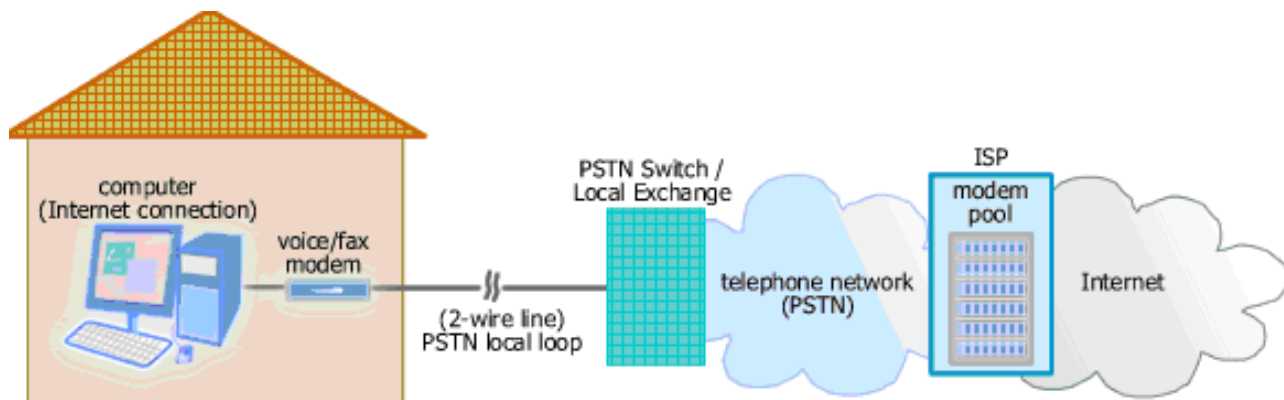 computer
(Internet connection)
voice/fax
modem
(2-wire line)
PSTN local loop
PSTN Switch /
Local Exchange
telephone network
(PSTN)
ISP
modem
pool
Internet